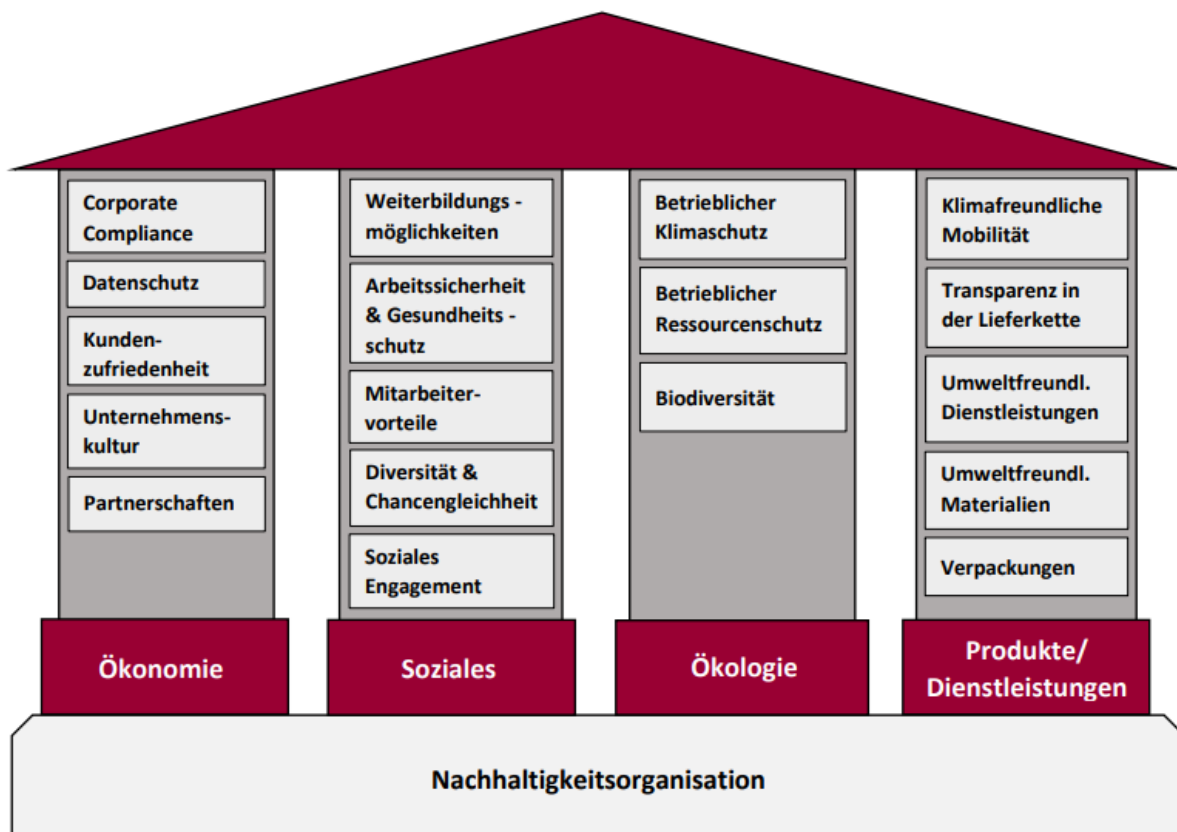 Corporate
Compliance
Datenschutz
Kunden-
zufriedenheit
Unternehmens-
kultur
Partnerschaften
Ökonomie
Weiterbildungs -
möglichkeiten
Arbeitssicherheit
& Gesundheits -
schutz
Mitarbeiter-
vorteile
Diversität &
Chancengleichheit
Soziales
Engagement
Soziales
Betrieblicher
Klimaschutz
Betrieblicher
Ressourcenschutz
Biodiversität
Ökologie
Klimafreundliche
Mobilität
Transparenz in
der Lieferkette
Umweltfreundl.
Dienstleistungen
Umweltfreundl.
Materialien
Verpackungen
Produkte/
Dienstleistungen
Nachhaltigkeitsorganisation